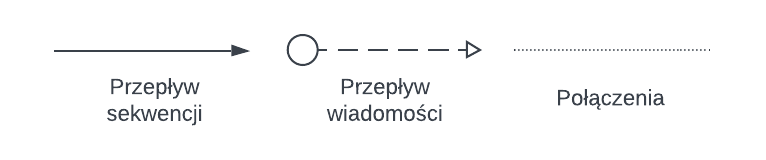 Przepływ
sekwencji
Przepływ
wiadomości
Połączenia